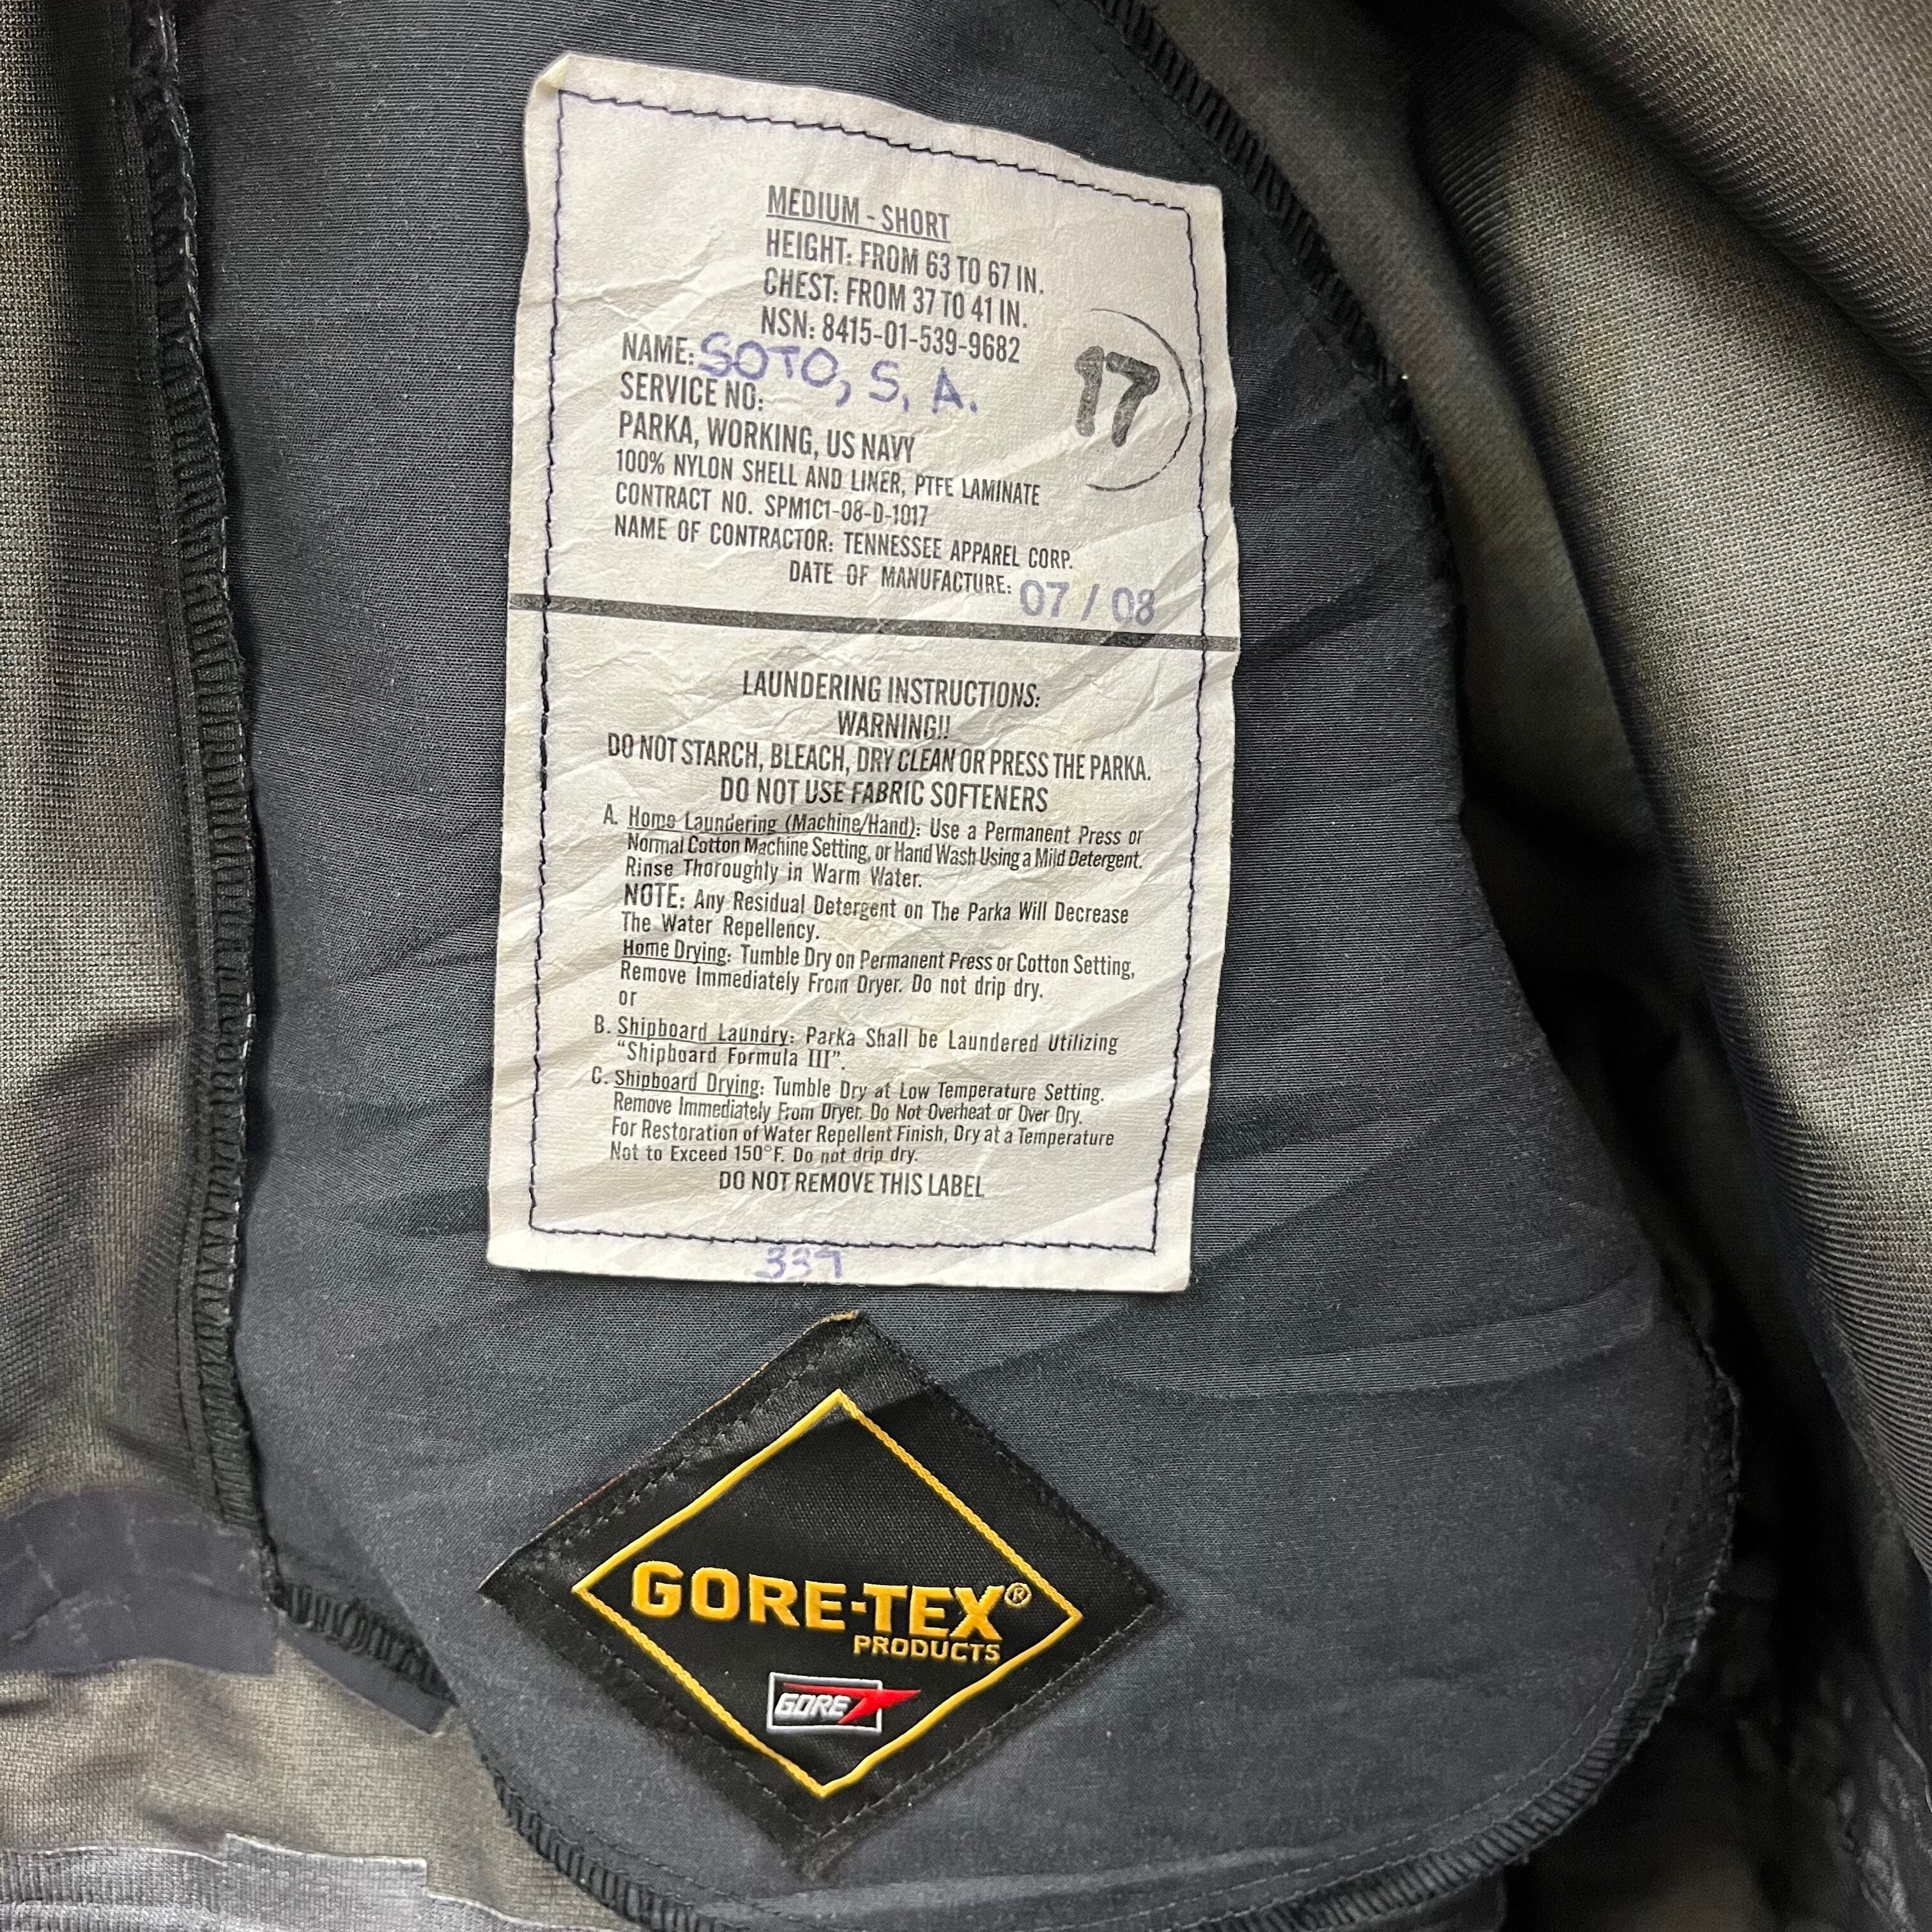 MEDIUM - SHORT
HEIGHT: FROM 63 TO 67 IN.
CHEST: FROM 37 TO 41 IN.
NSN: 8415-01-539-9682
NAME: SOTO, S, A.
17
SERVICE NO:
PARKA, WORKING, US NAVY
100% NYLON SHELL AND LINER, PTFE LAMINATE
CONTRACT NO. SPM1C1-08-D-1017
NAME OF CONTRACTOR: TENNESSEE APPAREL CORP.
DATE OF MANUFACTURE: 07 / 08
LAUNDERING INSTRUCTIONS:
WARNING!!
DO NOT STARCH, BLEACH, DRY CLEAN OR PRESS THE PARKA.
DO NOT USE FABRIC SOFTENERS
A. Home Laundering (Machine/Hand): Use a Permanent Press or
Normal Cotton Machine Setting, or Hand Wash Using a Mild Detergent.
Rinse Thoroughly in Warm Water.
NOTE: Any Residual Detergent on The Parka Will Decrease
The Water Repellency.
Home Drying: Tumble Dry on Permanent Press or Cotton Setting,
Remove Immediately From Dryer. Do not drip dry.
or
B. Shipboard Laundry: Parka Shall be Laundered Utilizing
"Shipboard Formula III".
C. Shipboard Drying: Tumble Dry at Low Temperature Setting.
Remove Immediately From Dryer. Do Not Overheat or Over Dry.
For Restoration of Water Repellent Finish, Dry at a Temperature
Not to Exceed 150°F. Do not drip dry.
DO NOT REMOVE THIS LABEL
339
GORE-TEX®
PRODUCTS
GORE